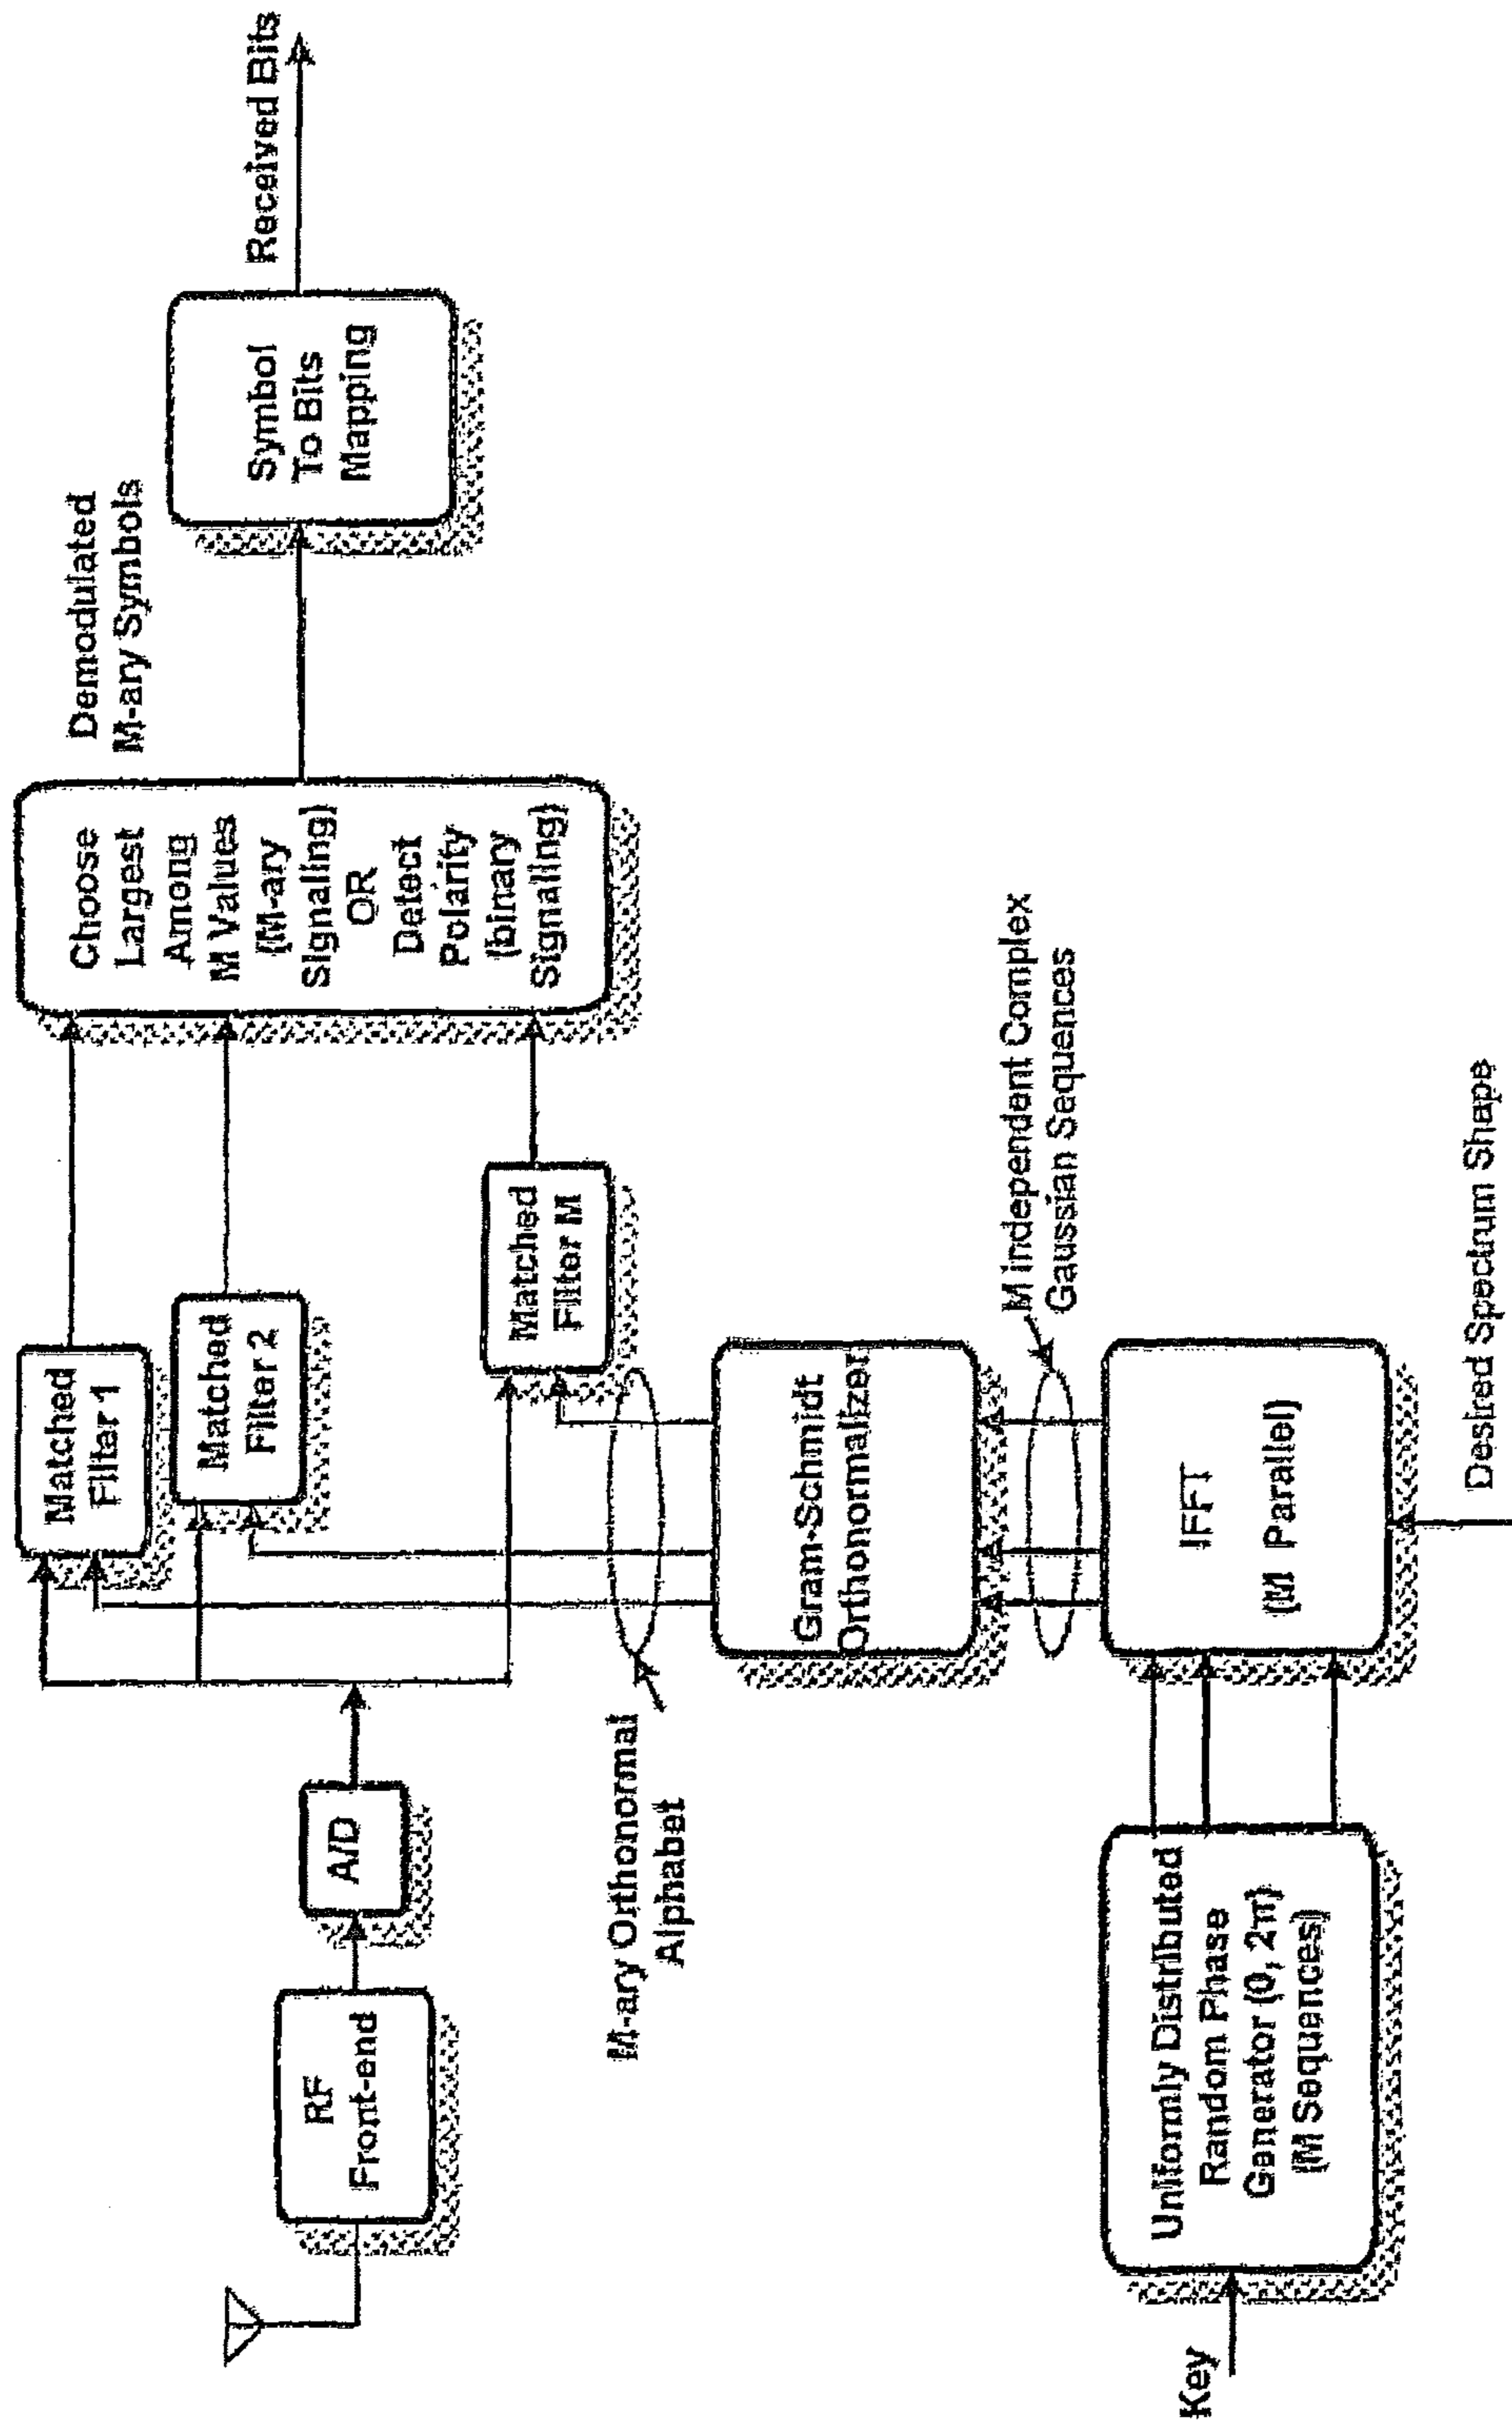 RF
Front-end
A/D
Matched
Filter 1
Matched
Filter 2
Matched
Filter M
Choose
Largest
Among
M Values
(M-ary
Signaling)
OR
Detect
Polarity
(binary
Signaling)
Demodulated
M-ary Symbols
Symbol
To Bits
Mapping
Received Bits
M-ary Orthonormal
Alphabet
Gram-Schmidt
Orthonormalizer
M Independent Complex
Gaussian Sequences
Key
Uniformly Distributed
Random Phase
Generator (0, 2π)
(M Sequences)
IFFT
(M Parallel)
Desired Spectrum Shape